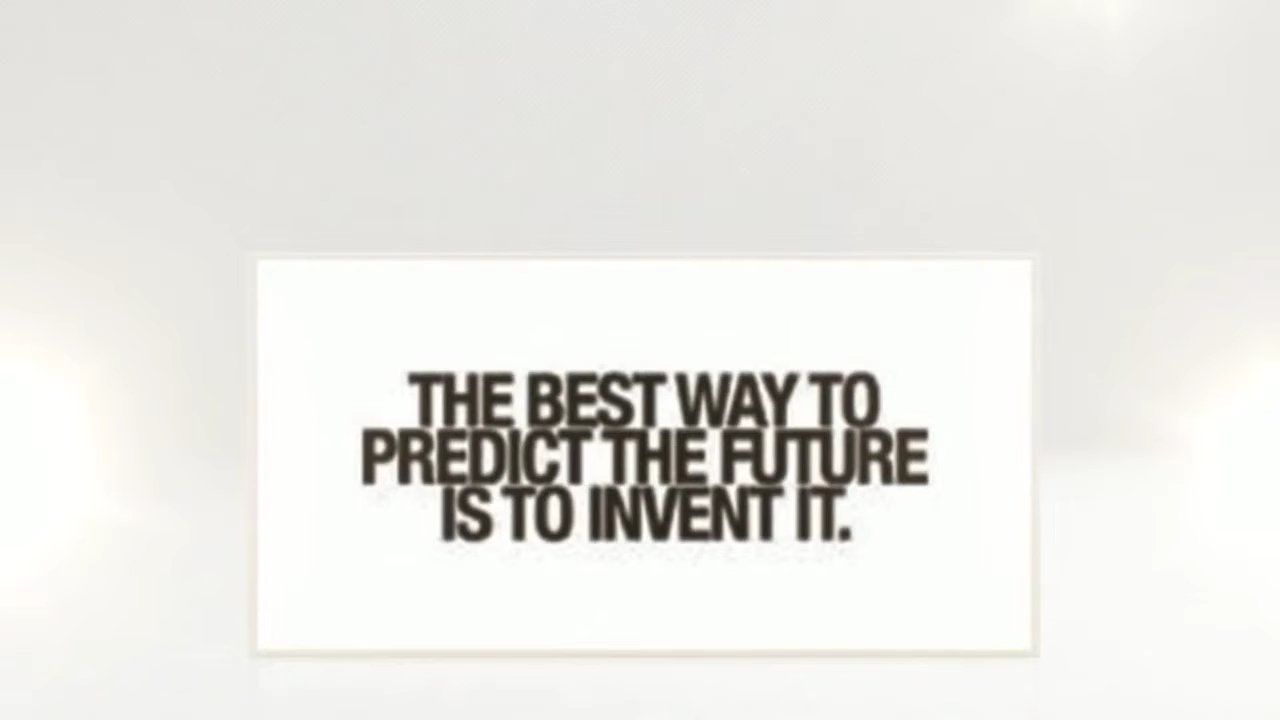 THE BEST WAY TO
PREDICT THE FUTURE
IS TO INVENT IT.